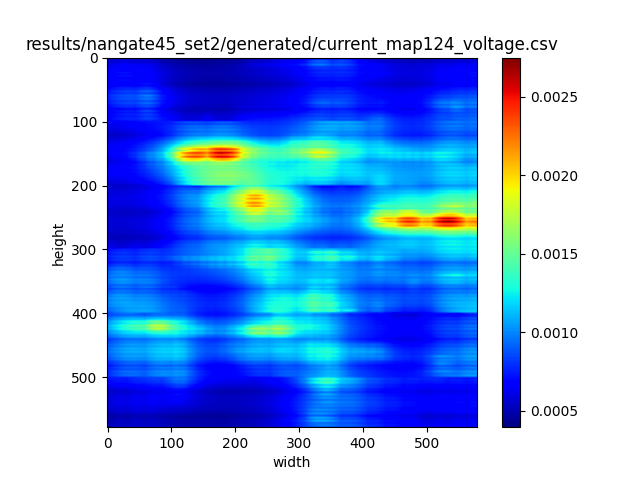 results/nangate45_set2/generated/current_map124_voltage.csv
0
100
200
300
400
500
height
0 100 200 300 400 500
width
0.0025
0.0020
0.0015
0.0010
0.0005